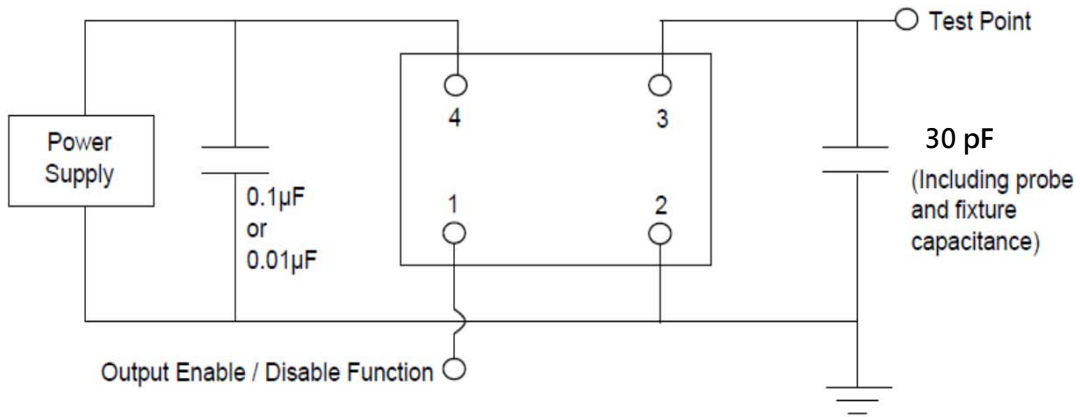 Test Point
4
3
Power
Supply
30 pF
(Including probe
and fixture
capacitance)
0.1µF
or
0.01µF
1
2
Output Enable / Disable Function